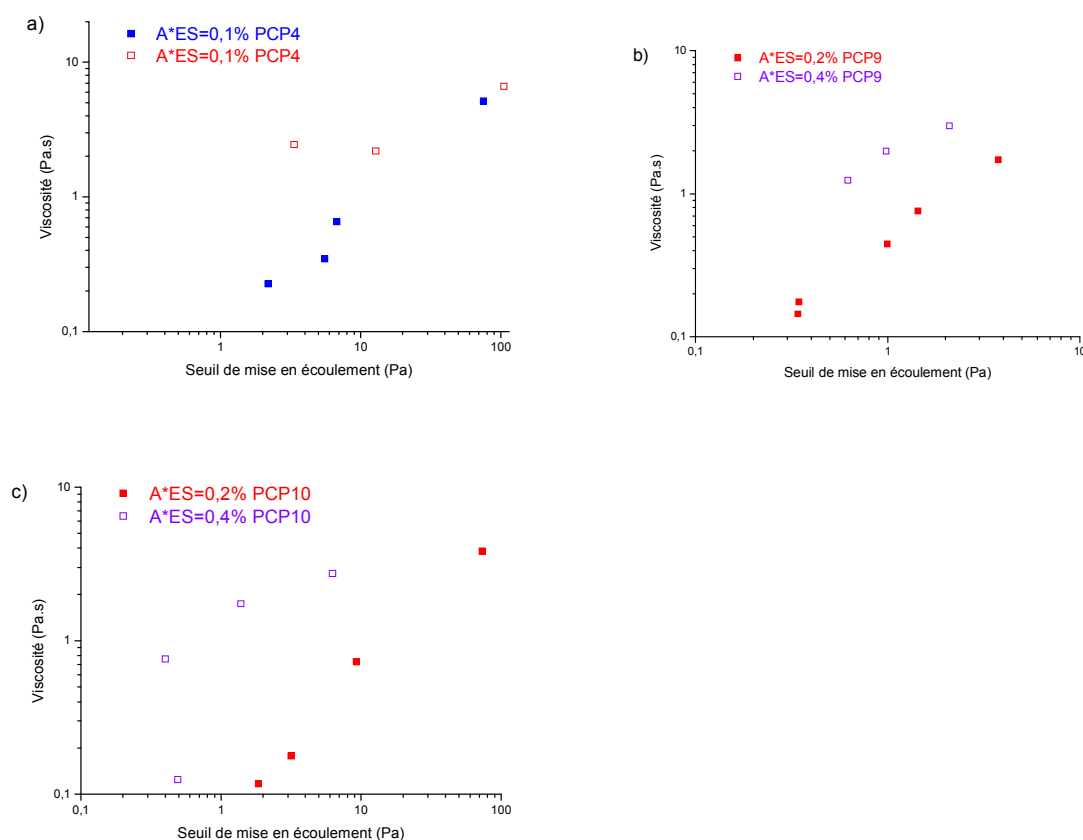 a)
A*ES=0,1% PCP4
A*ES=0,1% PCP4
10
1
0,1
Viscosité (Pa.s)
1
10
100
Seuil de mise en écoulement (Pa)
b)
A*ES=0,2% PCP9
A*ES=0,4% PCP9
10
1
0,1
Viscosité (Pa.s)
0,1
1
10
Seuil de mise en écoulement (Pa)
c)
A*ES=0,2% PCP10
A*ES=0,4% PCP10
10
1
0,1
Viscosité (Pa.s)
0,1
1
10
100
Seuil de mise en écoulement (Pa)